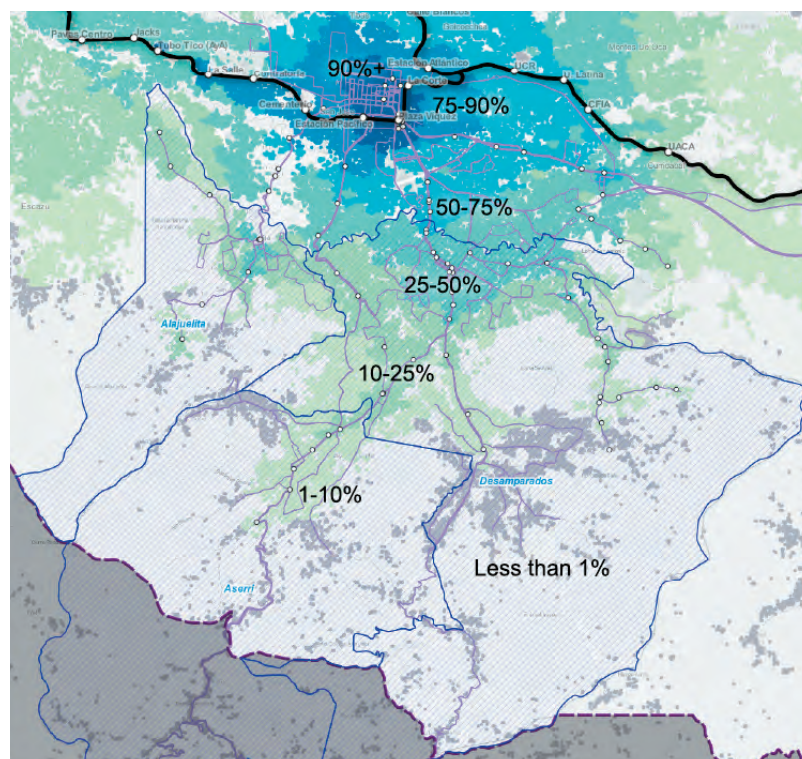 Pavas Centro
Jacks
Tubo Tico (AyA)
La Salle
Contraloría
Cementerio
Estación Pacífico
Plaza Víquez
La Corte
Estación Atlántico
UCR
U. Latina
CFIA
UACA
Escazú
90%+
75-90%
50-75%
25-50%
Alajuelita
10-25%
1-10%
Desamparados
Less than 1%
Aserrí